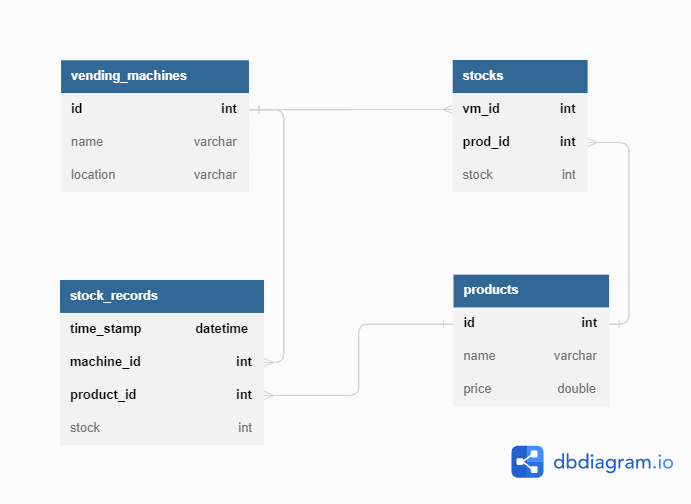 vending_machines
id int
name varchar
location varchar
stocks
vm_id int
prod_id int
stock int
stock_records
time_stamp datetime
machine_id int
product_id int
stock int
products
id int
name varchar
price double
dbdiagram.io